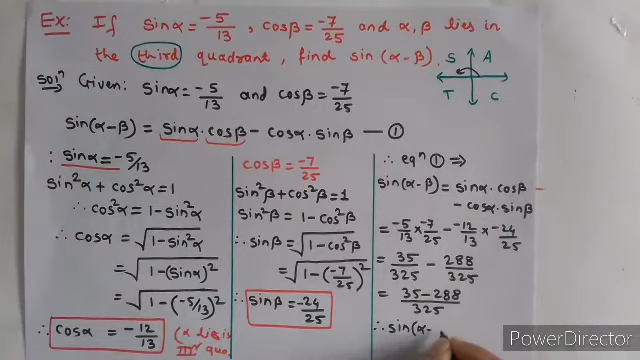 Ex: If sinα = -5/13, cosβ = -7/25 and α, β lies in
the third quadrant, find sin(α-β).
S A
T C
Solⁿ Given: sinα = -5/13 and cosβ = -7/25
sin(α-β) = sinα·cosβ - cosα·sinβ — ①
: sinα = -5/13
sin²α + cos²α = 1
∴ cos²α = 1 - sin²α
∴ cosα = √(1-sin²α)
= √(1-(sinα)²)
= √(1-(-5/13)²)
∴ cosα = -12/13
(α lies in
IIIʳᵈ qua.
cosβ = -7/25
sin²β + cos²β = 1
sin²β = 1 - cos²β
∴ sinβ = √(1-cos²β)
= √(1-(-7/25)²)
∴ sinβ = -24/25
∴ eqⁿ ① ⇒
sin(α-β) = sinα·cosβ
- cosα·sinβ
= -5/13 × -7/25 - -12/13 × -24/25
= 35/325 - 288/325
= (35-288)/325
∴ sin(α-
PowerDirector